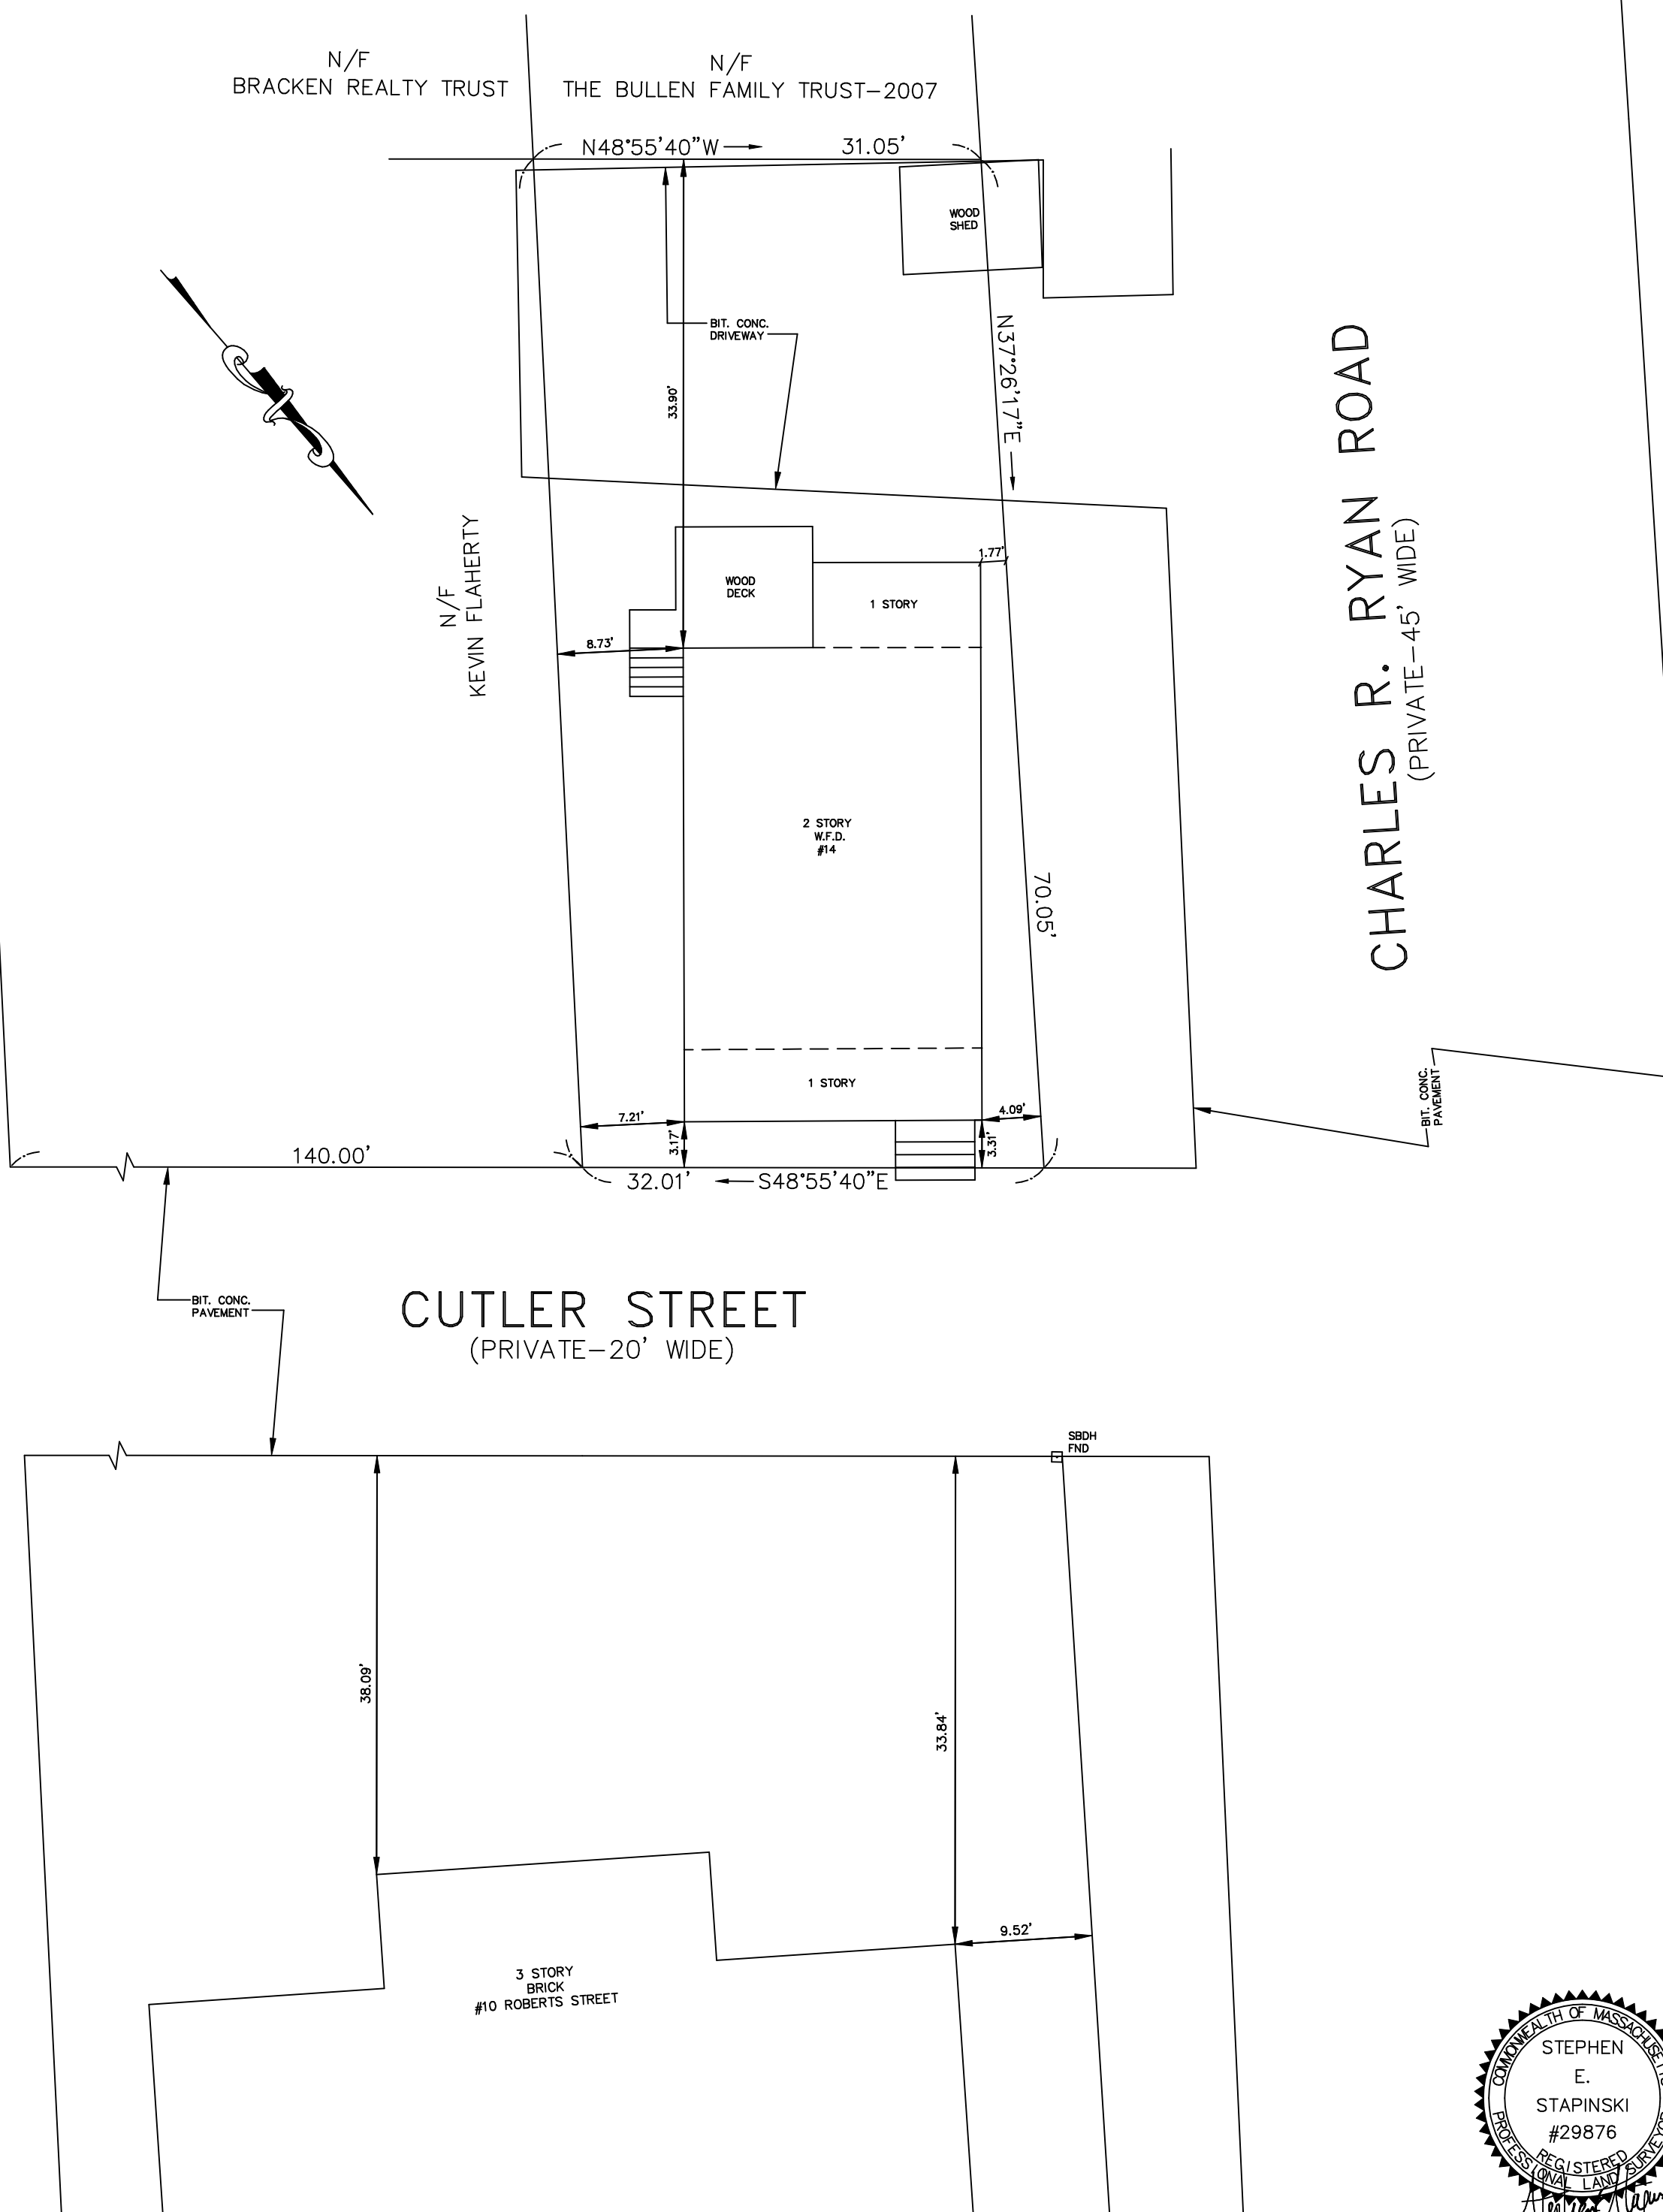 N/F
BRACKEN REALTY TRUST
N/F
THE BULLEN FAMILY TRUST-2007
N48°55'40"W
31.05'
WOOD
SHED
BIT. CONC.
DRIVEWAY
33.90'
N37°26'17"E
CHARLES R. RYAN ROAD
(PRIVATE-45' WIDE)
N/F
KEVIN FLAHERTY
WOOD
DECK
1.77'
1 STORY
8.73'
2 STORY
W.F.D.
#14
70.05'
1 STORY
BIT. CONC.
PAVEMENT
7.21'
4.09'
3.17'
3.31'
140.00'
32.01'
S48°55'40"E
BIT. CONC.
PAVEMENT
CUTLER STREET
(PRIVATE-20' WIDE)
SBDH
FND
38.09'
33.84'
9.52'
3 STORY
BRICK
#10 ROBERTS STREET
COMMONWEALTH OF MASSACHUSETTS
STEPHEN
E.
STAPINSKI
#29876
REGISTERED
PROFESSIONAL LAND SURVEYOR